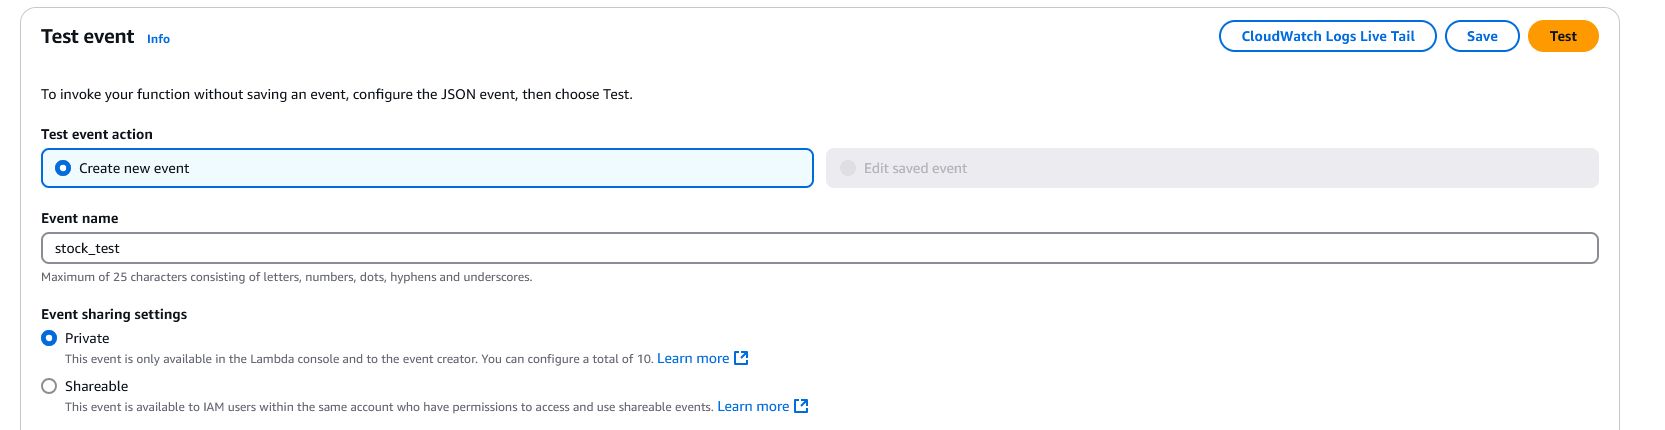 Test event Info CloudWatch Logs Live Tail Save Test
To invoke your function without saving an event, configure the JSON event, then choose Test.
Test event action
Create new event Edit saved event
Event name
stock_test
Maximum of 25 characters consisting of letters, numbers, dots, hyphens and underscores.
Event sharing settings
Private
This event is only available in the Lambda console and to the event creator. You can configure a total of 10. Learn more
Shareable
This event is available to IAM users within the same account who have permissions to access and use shareable events. Learn more